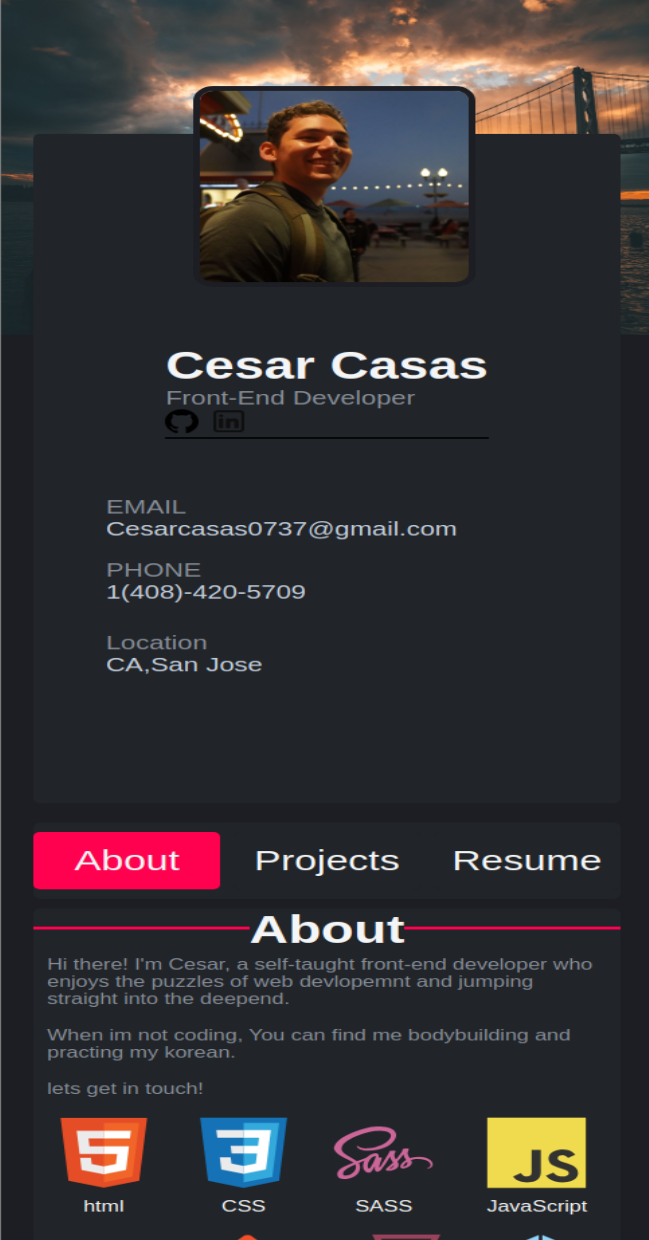 Cesar Casas
Front-End Developer
in
EMAIL
Cesarcasas0737@gmail.com
PHONE
1(408)-420-5709
Location
CA,San Jose
About Projects Resume
About
Hi there! I'm Cesar, a self-taught front-end developer who
enjoys the puzzles of web devlopemnt and jumping
straight into the deepend.
When im not coding, You can find me bodybuilding and
practing my korean.
lets get in touch!
5 3 Sass JS
html CSS SASS JavaScript